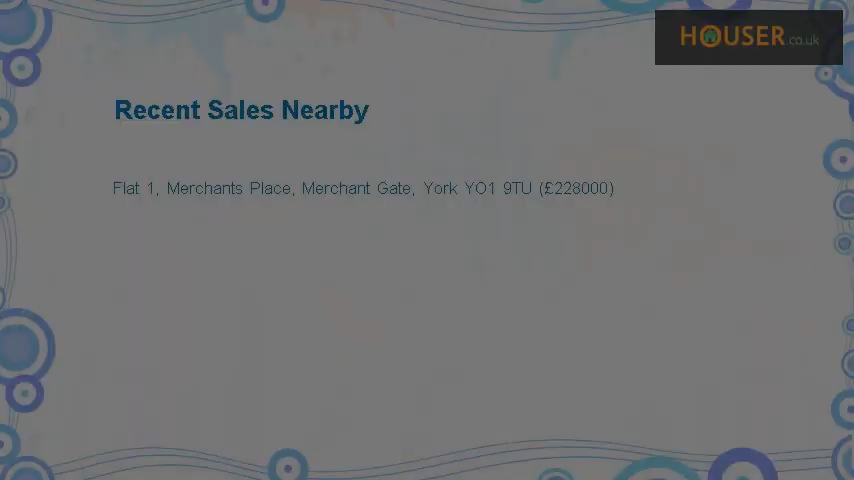 HOUSER.co.uk
Recent Sales Nearby
Flat 1, Merchants Place, Merchant Gate, York YO1 9TU (£228000)